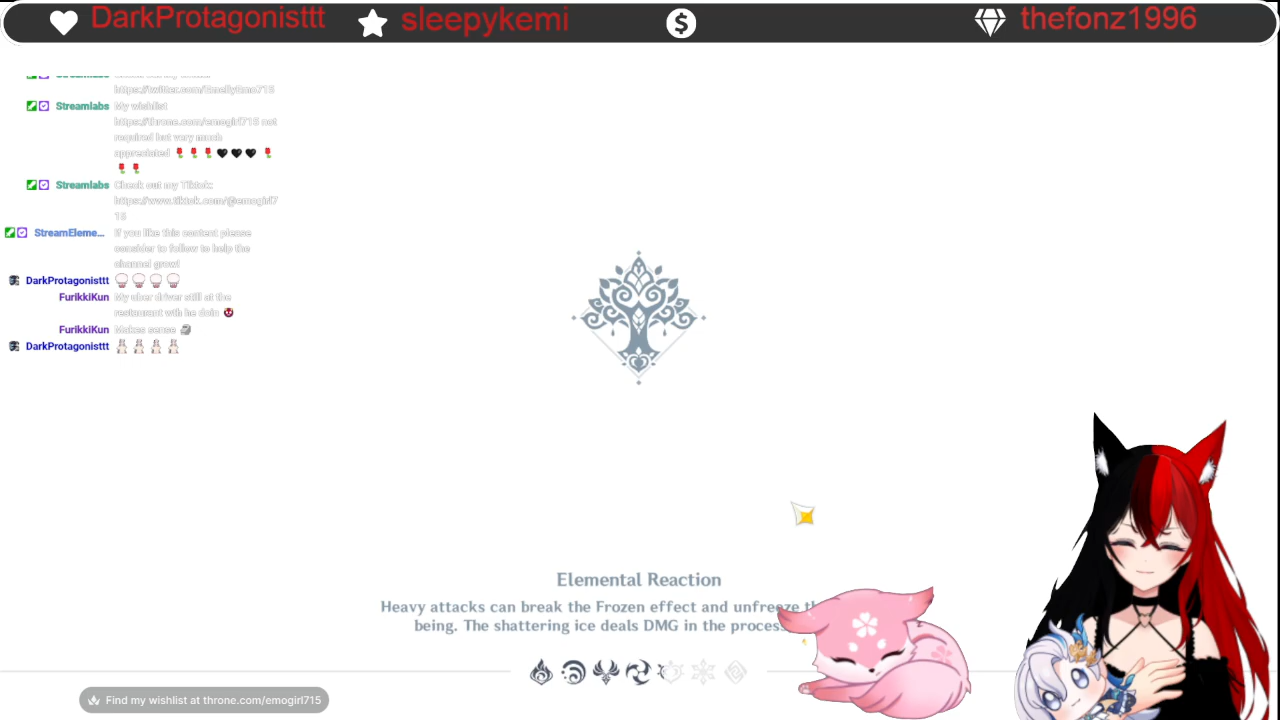 DarkProtagonisttt sleepykemi thefonz1996
Streamlabs
https://twitter.com/
Streamlabs My wishlist
https://throne.com/emogirl715 not
required but very much
appreciated
Streamlabs Check out my Tiktok:
https://www.tiktok.com/@emogirl7
15
StreamEleme... If you like this content please
consider to follow to help the
channel grow!
DarkProtagonisttt
FurikkiKun My uber driver still at the
restaurant wth he doin
FurikkiKun Makes sense
DarkProtagonisttt
Elemental Reaction
Heavy attacks can break the Frozen effect and unfreeze
being. The shattering ice deals DMG in the process
Find my wishlist at throne.com/emogirl715